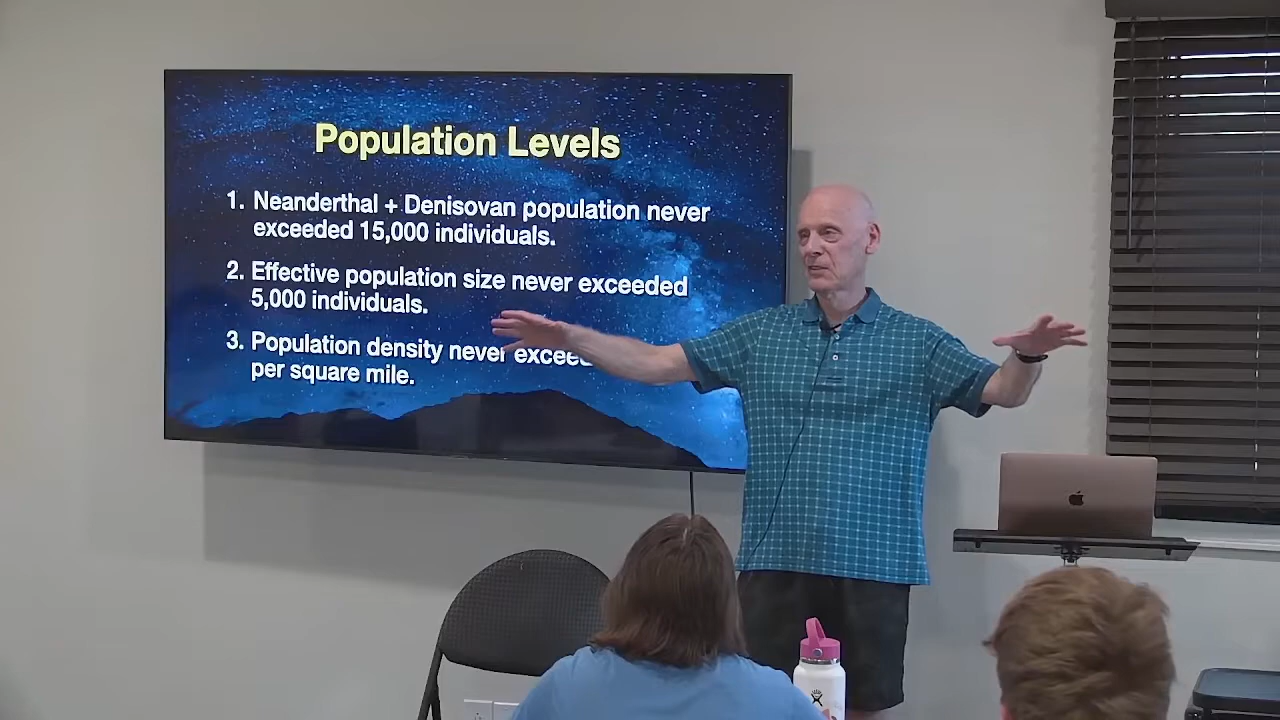 Population Levels
1. Neanderthal + Denisovan population never
exceeded 15,000 individuals.
2. Effective population size never exceeded
5,000 individuals.
3. Population density never
per square mile.